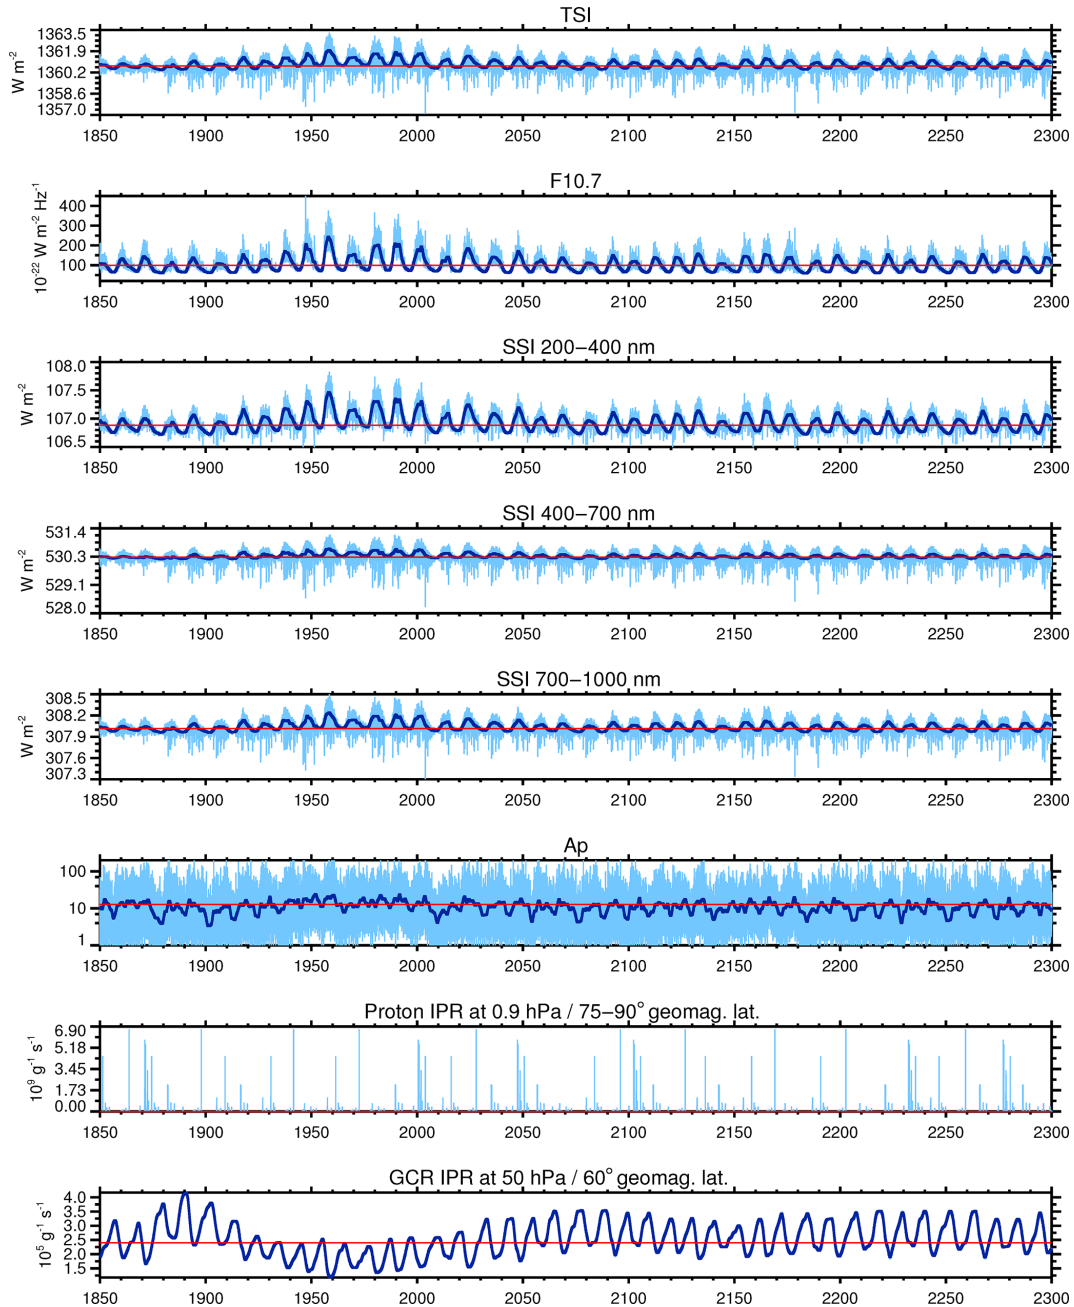 TSI
1363.5
1361.9
1360.2
1358.6
1357.0
W m-2
1850 1900 1950 2000 2050 2100 2150 2200 2250 2300
F10.7
400
300
200
100
10-22 W m-2 Hz-1
1850 1900 1950 2000 2050 2100 2150 2200 2250 2300
SSI 200−400 nm
108.0
107.5
107.0
106.5
W m-2
1850 1900 1950 2000 2050 2100 2150 2200 2250 2300
SSI 400−700 nm
531.4
530.3
529.1
528.0
W m-2
1850 1900 1950 2000 2050 2100 2150 2200 2250 2300
SSI 700−1000 nm
308.5
308.2
307.9
307.6
307.3
W m-2
1850 1900 1950 2000 2050 2100 2150 2200 2250 2300
Ap
100
10
1
1850 1900 1950 2000 2050 2100 2150 2200 2250 2300
Proton IPR at 0.9 hPa / 75−90° geomag. lat.
6.90
5.18
3.45
1.73
0.00
109 g-1 s-1
1850 1900 1950 2000 2050 2100 2150 2200 2250 2300
GCR IPR at 50 hPa / 60° geomag. lat.
4.0
3.5
3.0
2.5
2.0
1.5
105 g-1 s-1
1850 1900 1950 2000 2050 2100 2150 2200 2250 2300